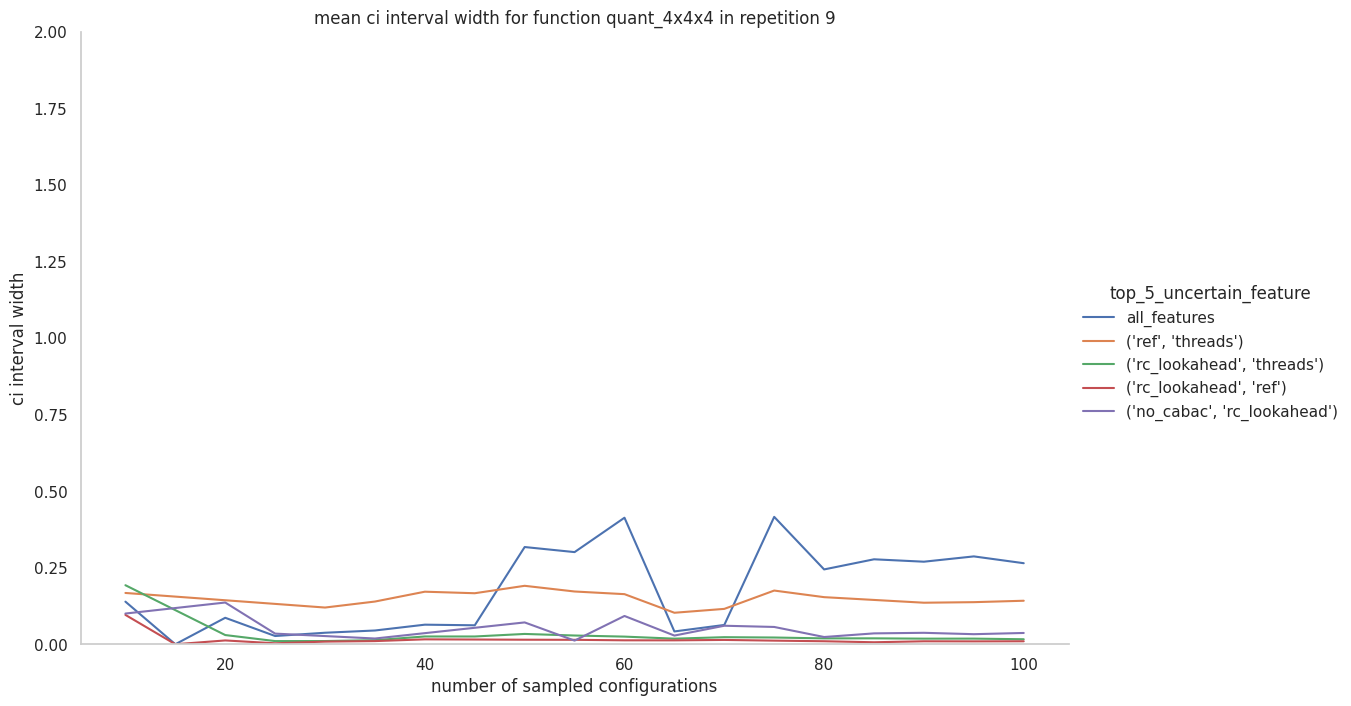 mean ci interval width for function quant_4x4x4 in repetition 9
2.00
1.75
1.50
1.25
1.00
0.75
0.50
0.25
0.00
ci interval width
20
40
60
80
100
number of sampled configurations
top_5_uncertain_feature
all_features
('ref', 'threads')
('rc_lookahead', 'threads')
('rc_lookahead', 'ref')
('no_cabac', 'rc_lookahead')